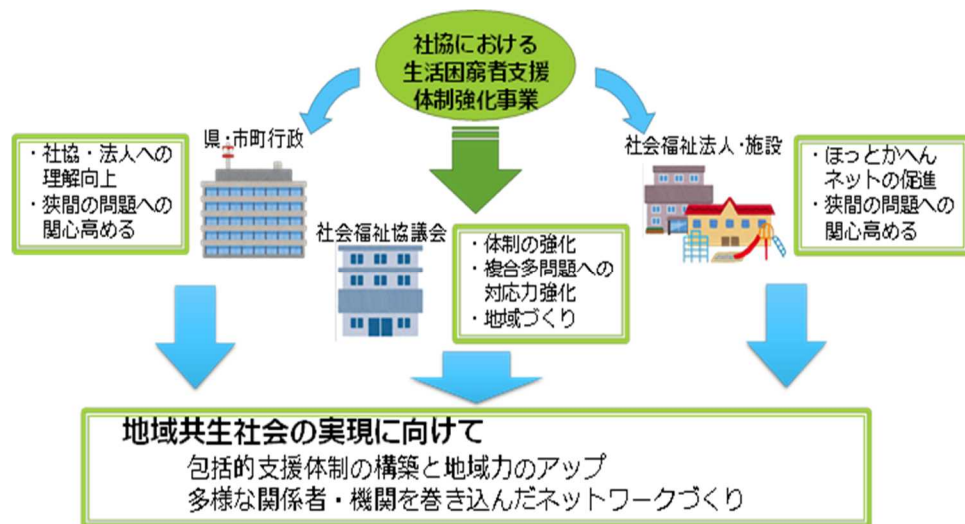 社協における
生活困窮者支援
体制強化事業
県・市町行政
・社協・法人への
理解向上
・狭間の問題への
関心高める
社会福祉協議会
・体制の強化
・複合多問題への
対応力強化
・地域づくり
社会福祉法人・施設
・ほっとかへん
ネットの促進
・狭間の問題への
関心高める
地域共生社会の実現に向けて
包括的支援体制の構築と地域力のアップ
多様な関係者・機関を巻き込んだネットワークづくり